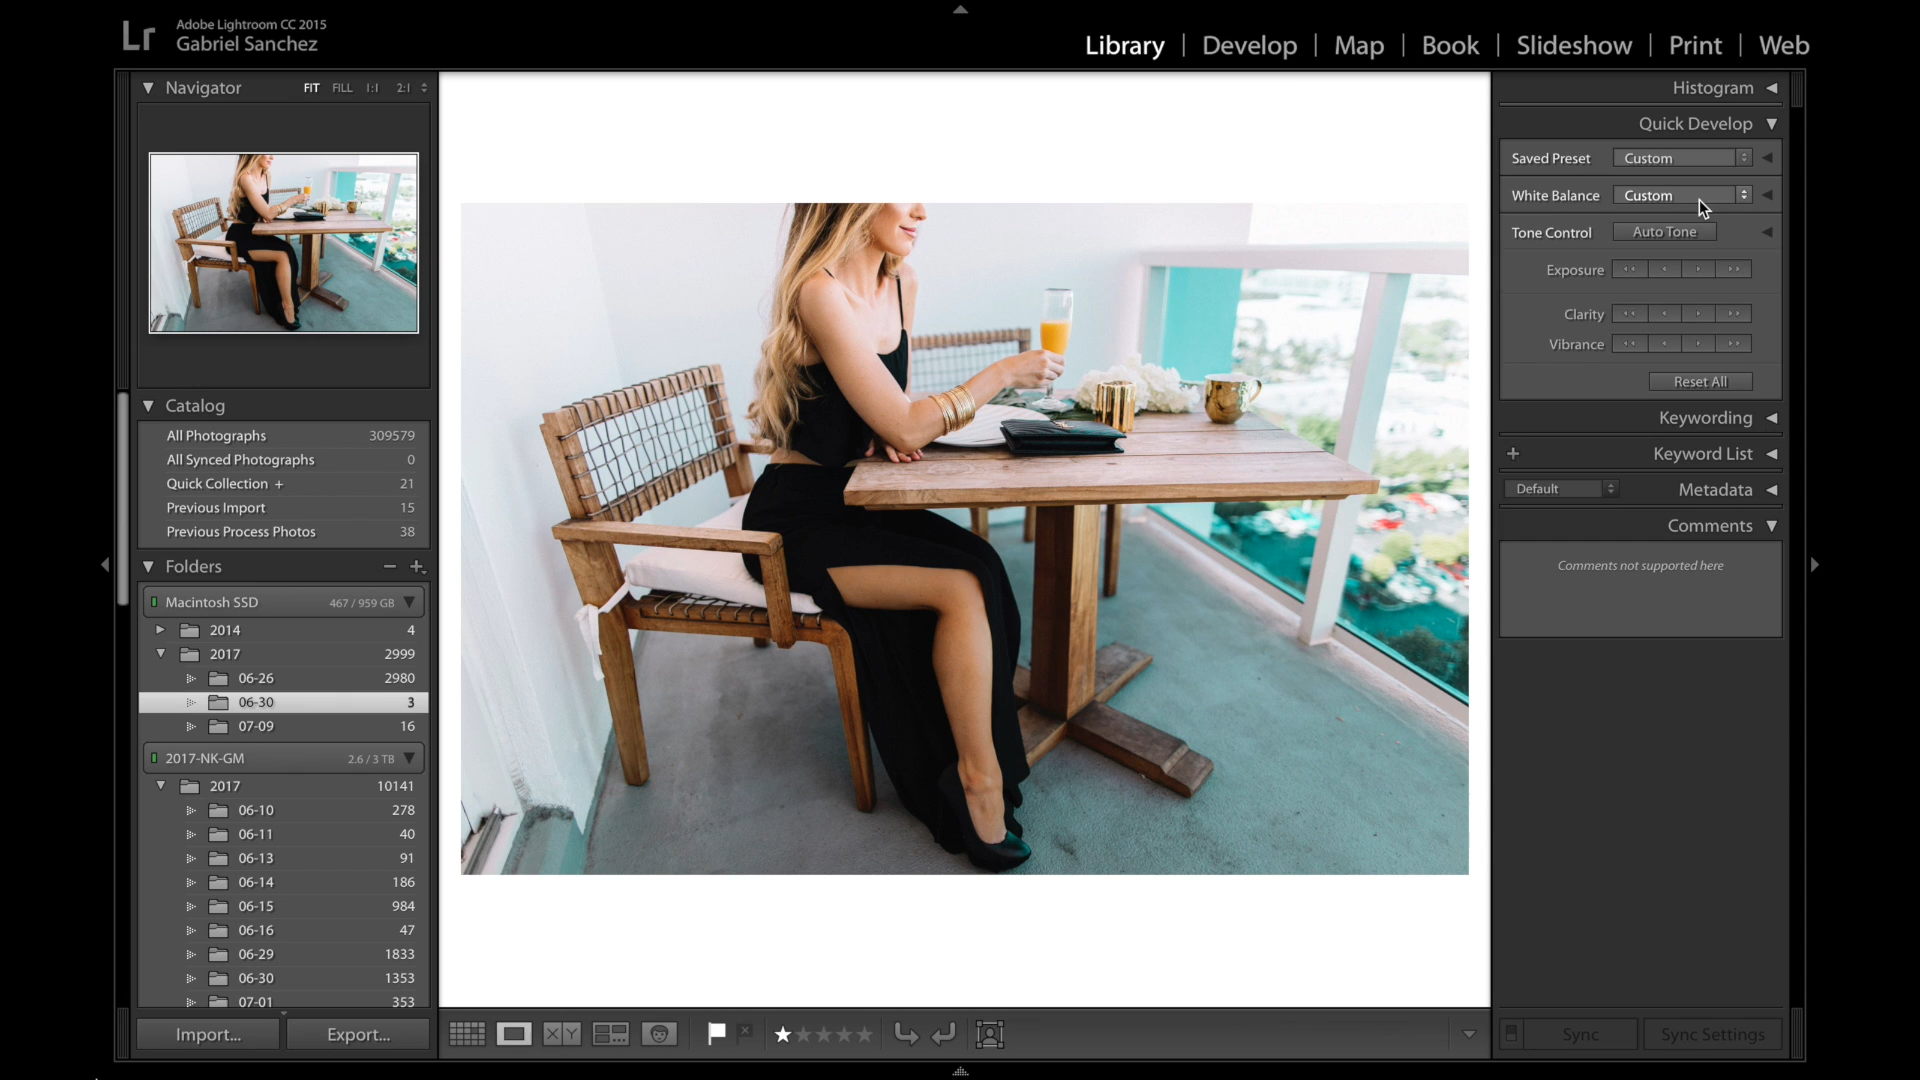 Lr
Adobe Lightroom CC 2015
Gabriel Sanchez
Library | Develop | Map | Book | Slideshow | Print | Web
Navigator FIT FILL 1:1 2:1
Catalog
All Photographs 309579
All Synced Photographs 0
Quick Collection + 21
Previous Import 15
Previous Process Photos 38
Folders
Macintosh SSD 467 / 959 GB
2014 4
2017 2999
06-26 2980
06-30 3
07-09 16
2017-NK-GM 2.6 / 3 TB
2017 10141
06-10 278
06-11 40
06-13 91
06-14 186
06-15 984
06-16 47
06-29 1833
06-30 1353
07-01 353
Import... Export...
X Y
Histogram
Quick Develop
Saved Preset Custom
White Balance Custom
Tone Control Auto Tone
Exposure
Clarity
Vibrance
Reset All
Keywording
Keyword List
Default Metadata
Comments
Comments not supported here
Sync Sync Settings